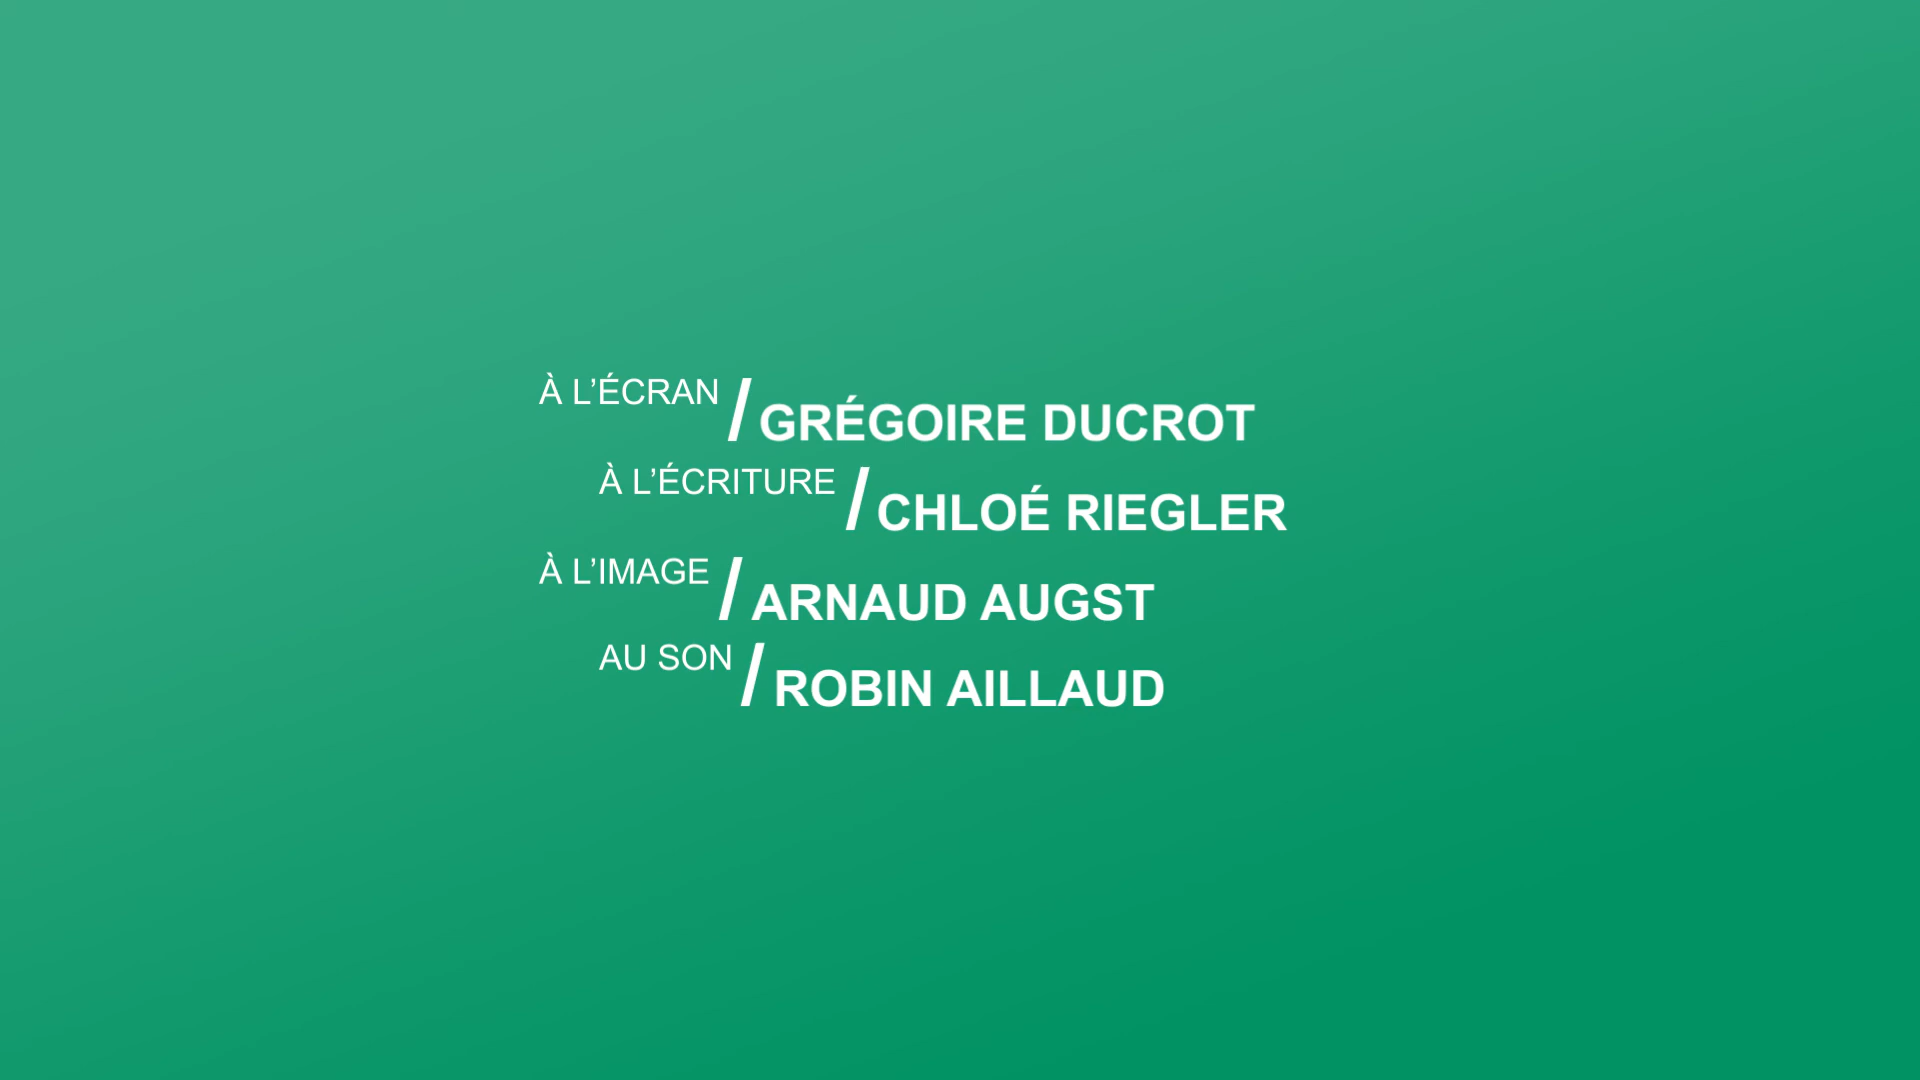 À L’ÉCRAN / GRÉGOIRE DUCROT
À L’ÉCRITURE / CHLOÉ RIEGLER
À L’IMAGE / ARNAUD AUGST
AU SON / ROBIN AILLAUD